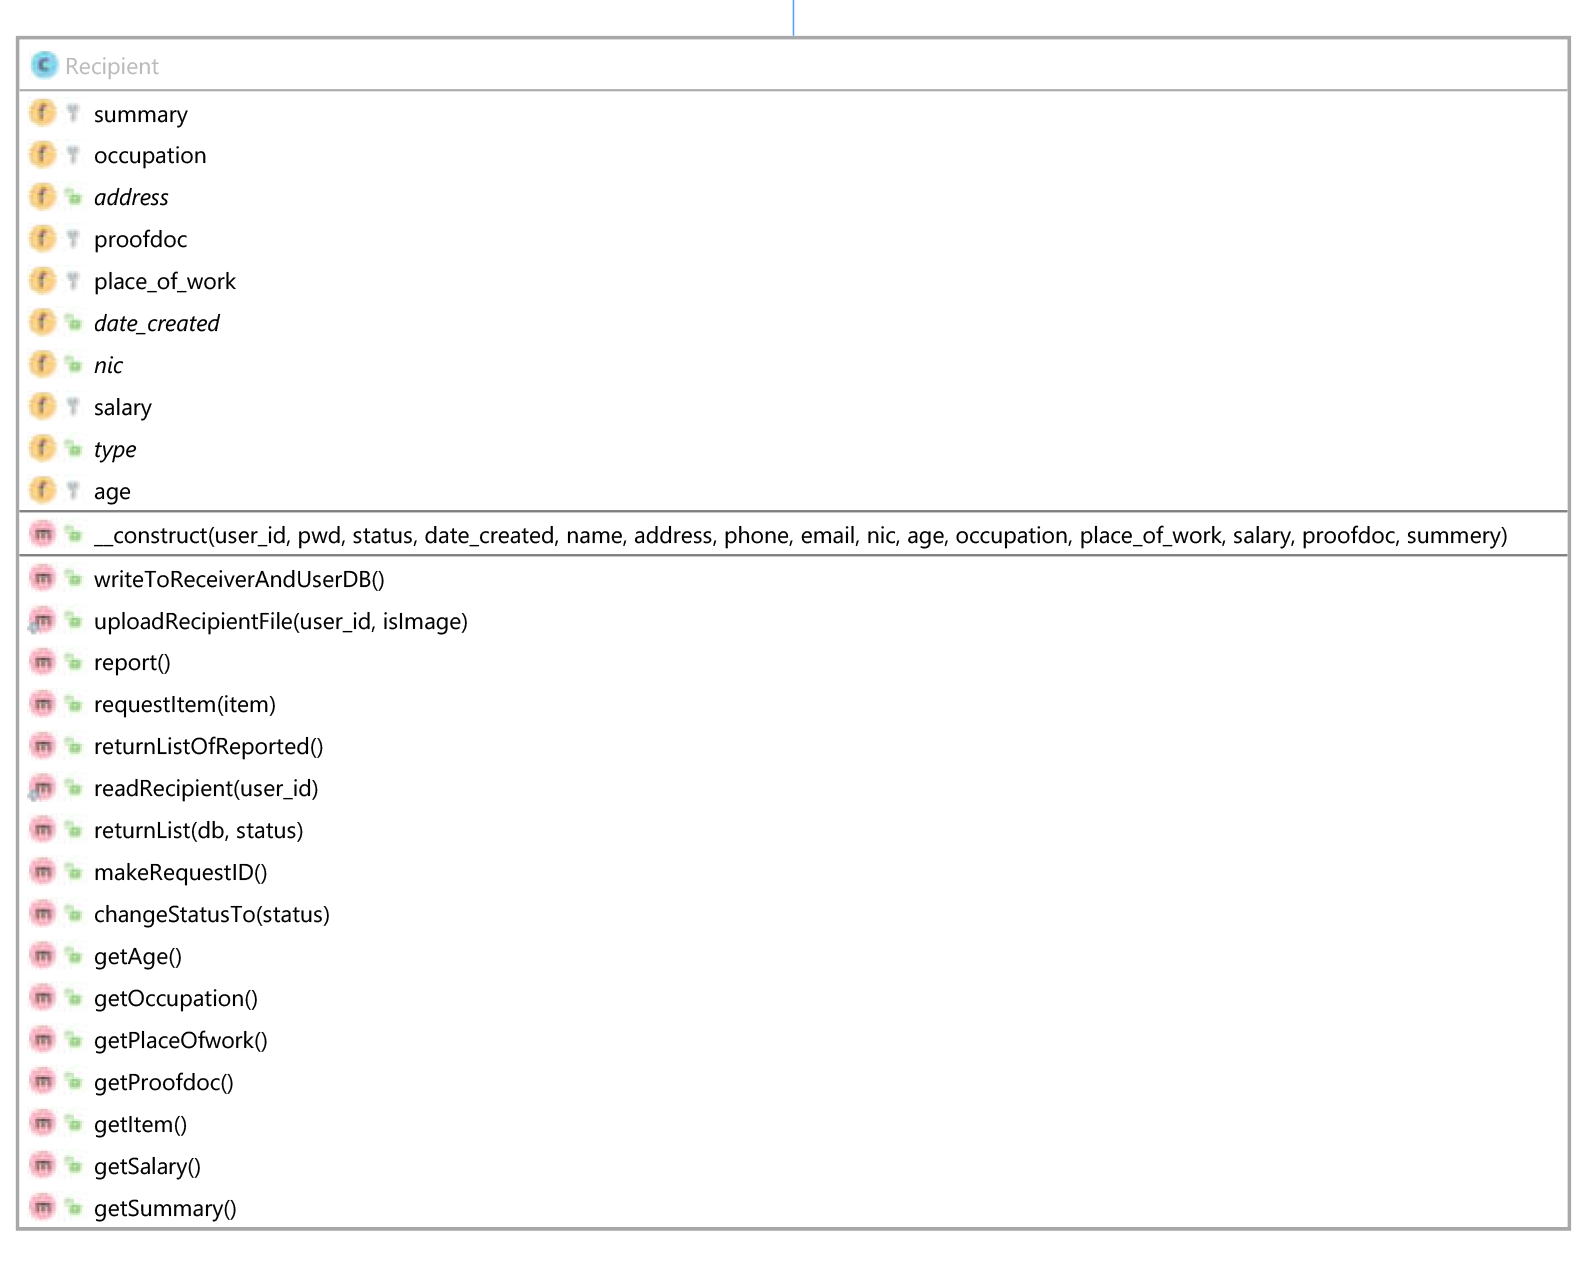 Recipient
summary
occupation
address
proofdoc
place_of_work
date_created
nic
salary
type
age
__construct(user_id, pwd, status, date_created, name, address, phone, email, nic, age, occupation, place_of_work, salary, proofdoc, summery)
writeToReceiverAndUserDB()
uploadRecipientFile(user_id, isImage)
report()
requestItem(item)
returnListOfReported()
readRecipient(user_id)
returnList(db, status)
makeRequestID()
changeStatusTo(status)
getAge()
getOccupation()
getPlaceOfwork()
getProofdoc()
getItem()
getSalary()
getSummary()